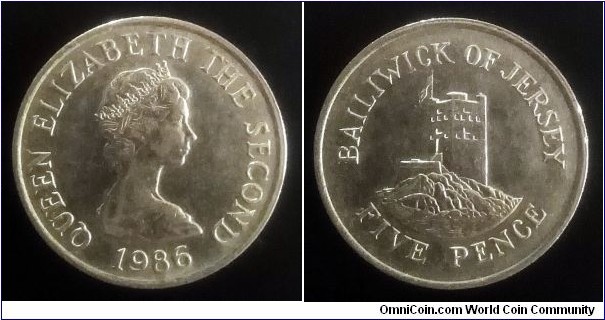 QUEEN ELIZABETH THE SECOND
1986
BAILIWICK OF JERSEY
FIVE PENCE
OmniCoin.com World Coin Community